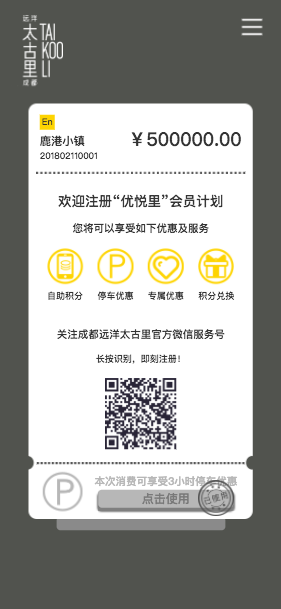 远洋
太古里
TAI
KOO
LI
成都
En
鹿港小镇
¥500000.00
201802110001
欢迎注册“优悦里”会员计划
您将可以享受如下优惠及服务
P
自助积分 停车优惠 专属优惠 积分兑换
关注成都远洋太古里官方微信服务号
长按识别，即刻注册！
P
本次消费可享受3小时停车优惠
点击使用
已使用